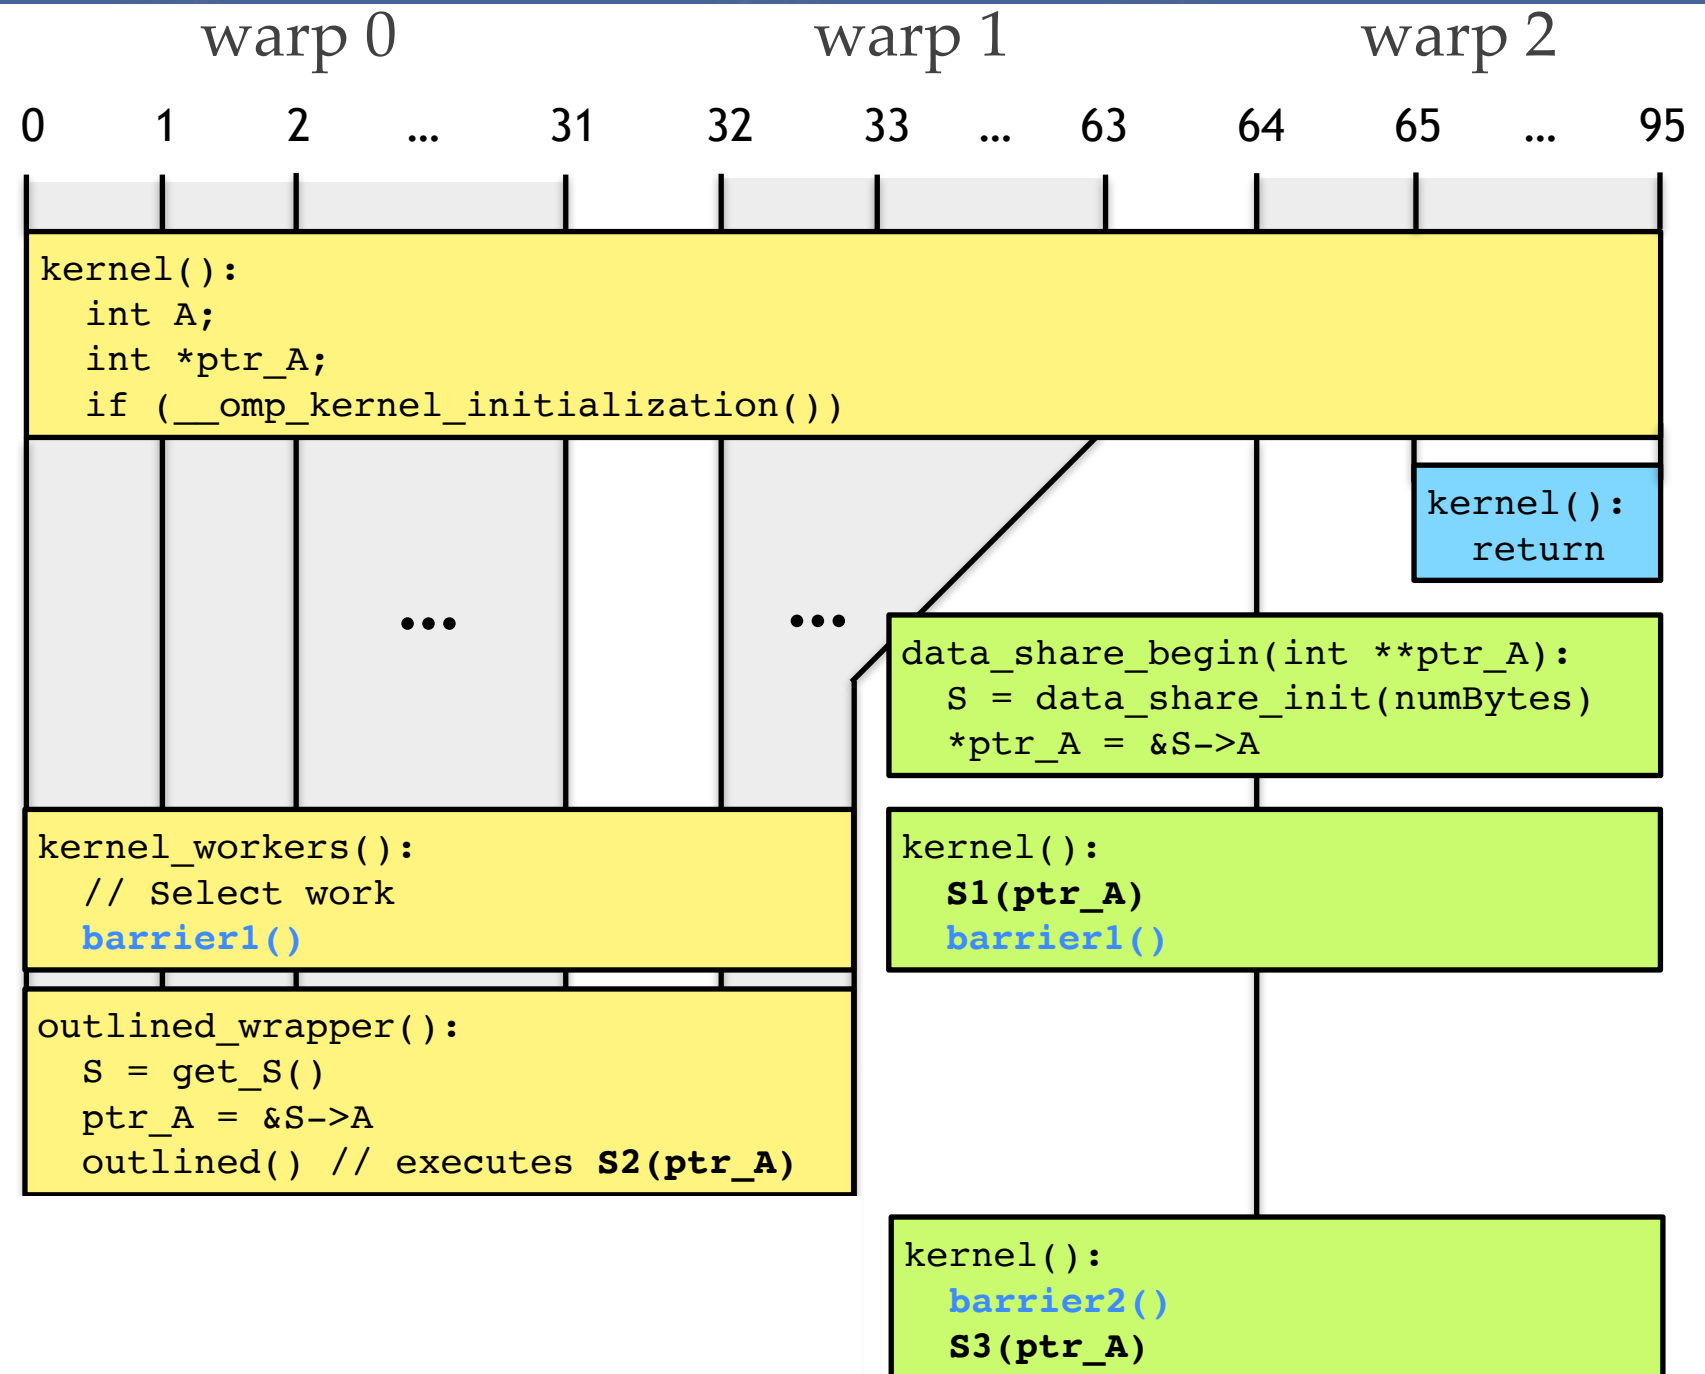 warp 0 warp 1 warp 2
0 1 2 … 31 32 33 … 63 64 65 … 95
kernel():
int A;
int *ptr_A;
if (__omp_kernel_initialization())
kernel():
return
...
...
data_share_begin(int **ptr_A):
S = data_share_init(numBytes)
*ptr_A = &S->A
kernel_workers():
// Select work
barrier1()
kernel():
S1(ptr_A)
barrier1()
outlined_wrapper():
S = get_S()
ptr_A = &S->A
outlined() // executes S2(ptr_A)
kernel():
barrier2()
S3(ptr_A)